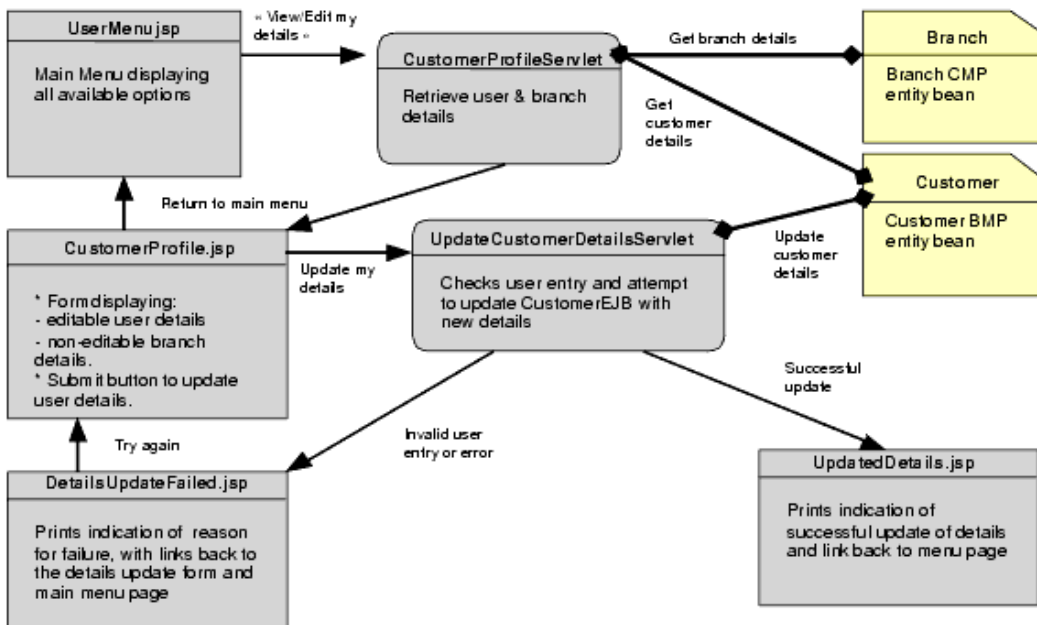 UserMenu.jsp
Main Menu displaying
all available options
« View/Edit my
details »
CustomerProfileServlet
Retrieve user & branch
details
Get branch details
Branch
Branch CMP
entity bean
Get
customer
details
Customer
Customer BMP
entity bean
Return to main menu
CustomerProfile.jsp
* Form displaying:
- editable user details
- non-editable branch
details.
* Submit button to update
user details.
Update my
details
UpdateCustomerDetailsServlet
Checks user entry and attempt
to update CustomerEJB with
new details
Update
customer
details
Successful
update
Invalid user
entry or error
Try again
DetailsUpdateFailed.jsp
Prints indication of reason
for failure, with links back to
the details update form and
main menu page
UpdatedDetails.jsp
Prints indication of
successful update of details
and link back to menu page